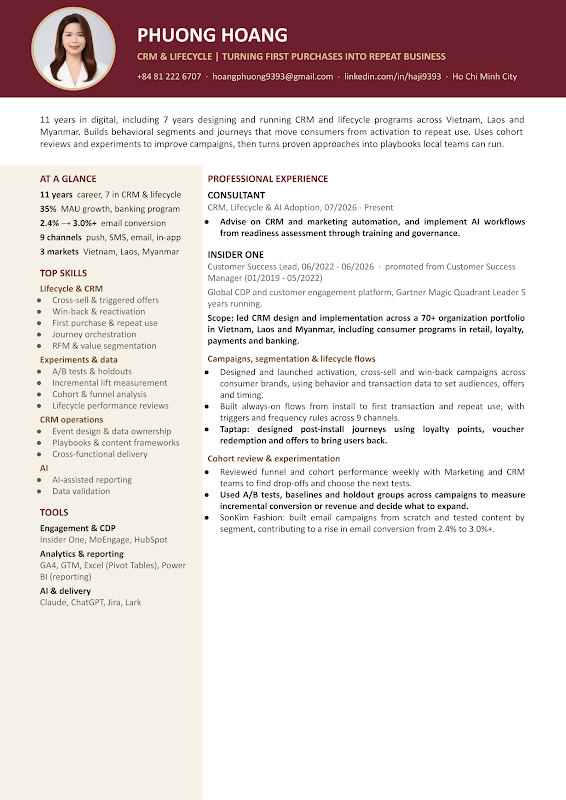 PHUONG HOANG
CRM & LIFECYCLE | TURNING FIRST PURCHASES INTO REPEAT BUSINESS
+84 81 222 6707 · hoangphuong9393@gmail.com · linkedin.com/in/haji9393 · Ho Chi Minh City
11 years in digital, including 7 years designing and running CRM and lifecycle programs across Vietnam, Laos and
Myanmar. Builds behavioral segments and journeys that move consumers from activation to repeat use. Uses cohort
reviews and experiments to improve campaigns, then turns proven approaches into playbooks local teams can run.
AT A GLANCE
11 years career, 7 in CRM & lifecycle
35% MAU growth, banking program
2.4% → 3.0%+ email conversion
9 channels push, SMS, email, in-app
3 markets Vietnam, Laos, Myanmar
TOP SKILLS
Lifecycle & CRM
● Cross-sell & triggered offers
● Win-back & reactivation
● First purchase & repeat use
● Journey orchestration
● RFM & value segmentation
Experiments & data
● A/B tests & holdouts
● Incremental lift measurement
● Cohort & funnel analysis
● Lifecycle performance reviews
CRM operations
● Event design & data ownership
● Playbooks & content frameworks
● Cross-functional delivery
AI
● AI-assisted reporting
● Data validation
TOOLS
Engagement & CDP
Insider One, MoEngage, HubSpot
Analytics & reporting
GA4, GTM, Excel (Pivot Tables), Power
BI (reporting)
AI & delivery
Claude, ChatGPT, Jira, Lark
PROFESSIONAL EXPERIENCE
CONSULTANT
CRM, Lifecycle & AI Adoption, 07/2026 - Present
● Advise on CRM and marketing automation, and implement AI workflows
from readiness assessment through training and governance.
INSIDER ONE
Customer Success Lead, 06/2022 - 06/2026 · promoted from Customer Success
Manager (01/2019 - 05/2022)
Global CDP and customer engagement platform, Gartner Magic Quadrant Leader 5
years running.
Scope: led CRM design and implementation across a 70+ organization portfolio
in Vietnam, Laos and Myanmar, including consumer programs in retail, loyalty,
payments and banking.
Campaigns, segmentation & lifecycle flows
● Designed and launched activation, cross-sell and win-back campaigns across
consumer brands, using behavior and transaction data to set audiences, offers
and timing.
● Built always-on flows from install to first transaction and repeat use, with
triggers and frequency rules across 9 channels.
● Taptap: designed post-install journeys using loyalty points, voucher
redemption and offers to bring users back.
Cohort review & experimentation
● Reviewed funnel and cohort performance weekly with Marketing and CRM
teams to find drop-offs and choose the next tests.
● Used A/B tests, baselines and holdout groups across campaigns to measure
incremental conversion or revenue and decide what to expand.
● SonKim Fashion: built email campaigns from scratch and tested content by
segment, contributing to a rise in email conversion from 2.4% to 3.0%+.